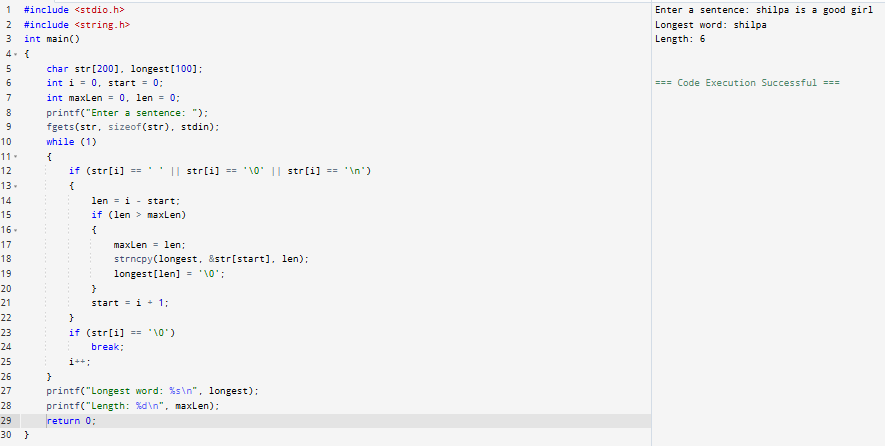 1 #include <stdio.h>
2 #include <string.h>
3 int main()
4 {
5 char str[200], longest[100];
6 int i = 0, start = 0;
7 int maxLen = 0, len = 0;
8 printf("Enter a sentence: ");
9 fgets(str, sizeof(str), stdin);
10 while (1)
11 {
12 if (str[i] == ' ' || str[i] == '\0' || str[i] == '\n')
13 {
14 len = i - start;
15 if (len > maxLen)
16 {
17 maxLen = len;
18 strncpy(longest, &str[start], len);
19 longest[len] = '\0';
20 }
21 start = i + 1;
22 }
23 if (str[i] == '\0')
24 break;
25 i++;
26 }
27 printf("Longest word: %s\n", longest);
28 printf("Length: %d\n", maxLen);
29 return 0;
30 }
Enter a sentence: shilpa is a good girl
Longest word: shilpa
Length: 6
=== Code Execution Successful ===